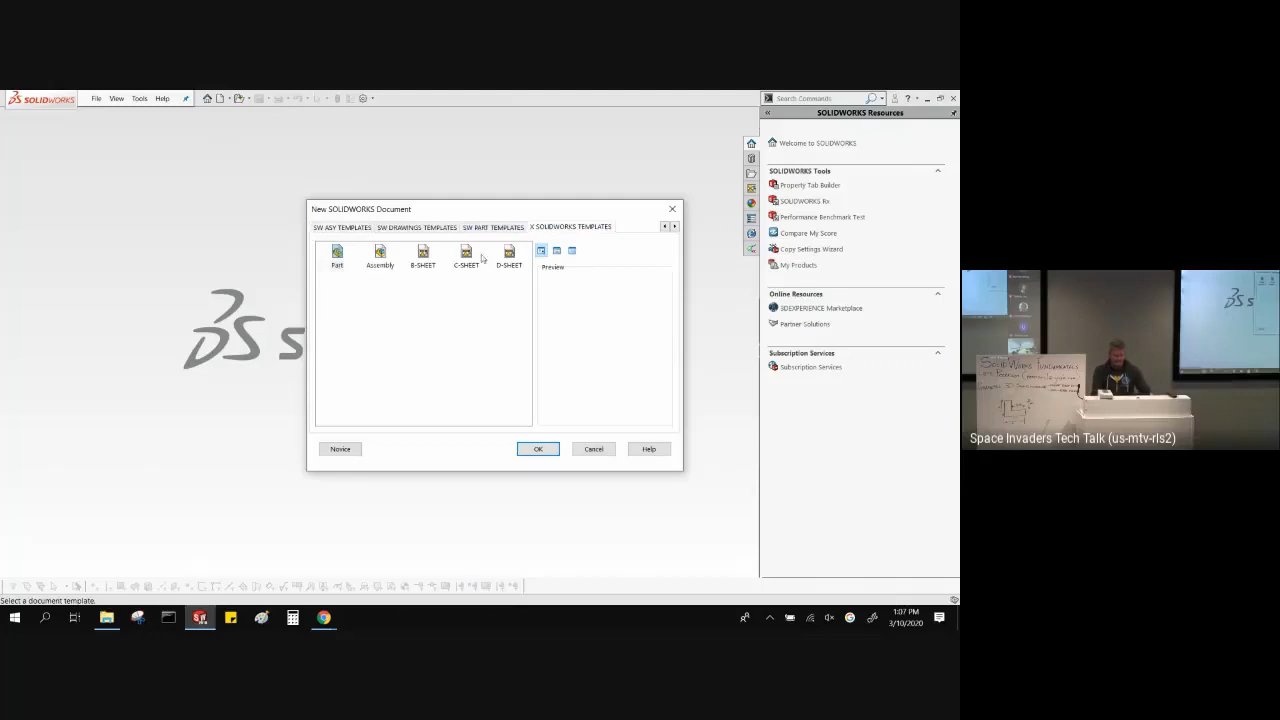 SOLIDWORKS
File View Tools Help
Search Commands
SOLIDWORKS Resources
Welcome to SOLIDWORKS
SOLIDWORKS Tools
Property Tab Builder
SOLIDWORKS Rx
Performance Benchmark Test
Compare My Score
Copy Settings Wizard
My Products
Online Resources
3DEXPERIENCE Marketplace
Partner Solutions
Subscription Services
Subscription Services
New SOLIDWORKS Document
SW ASY TEMPLATES SW DRAWINGS TEMPLATES SW PART TEMPLATES X SOLIDWORKS TEMPLATES
Part Assembly B-SHEET C-SHEET D-SHEET
Preview
Novice OK Cancel Help
S
Select a document template.
1:07 PM
3/10/2020
SolidWorks Fundamentals
Space Invaders Tech Talk (us-mtv-rls2)